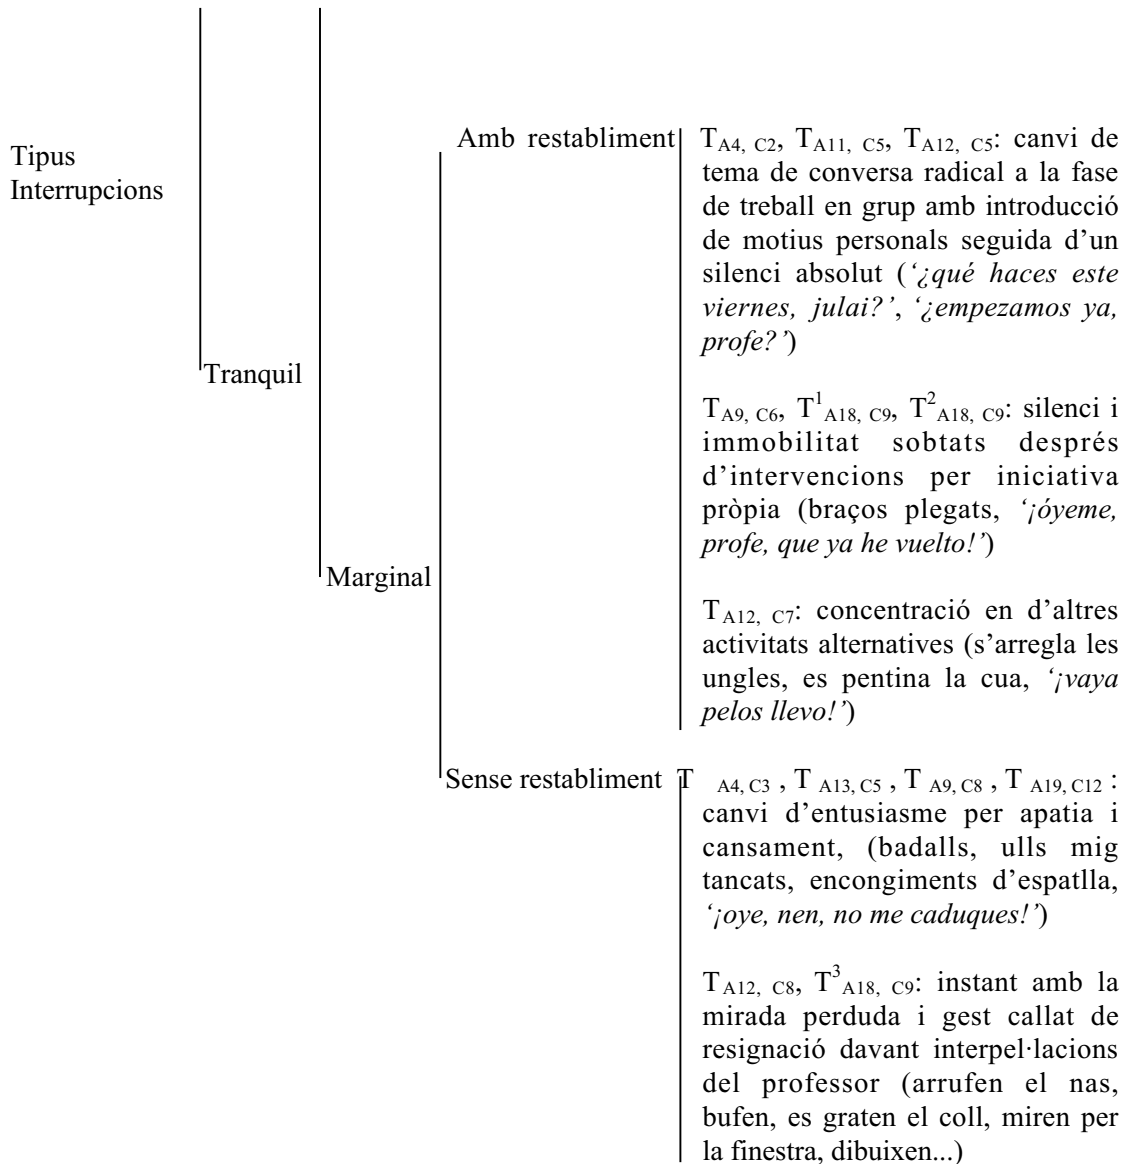 Tipus
Interrupcions
Tranquil
Marginal
Amb restabliment
T A4, C2, T A11, C5, T A12, C5: canvi de
tema de conversa radical a la fase
de treball en grup amb introducció
de motius personals seguida d’un
silenci absolut (‘¿qué haces este
viernes, julai?’, ‘¿empezamos ya,
profe?’)
T A9, C6, T1 A18, C9, T2 A18, C9: silenci i
immobilitat sobtats després
d’intervencions per iniciativa
pròpia (braços plegats, ‘¡óyeme,
profe, que ya he vuelto!’)
T A12, C7: concentració en d’altres
activitats alternatives (s’arregla les
ungles, es pentina la cua, ‘¡vaya
pelos llevo!’)
Sense restabliment
T A4, C3 , T A13, C5 , T A9, C8 , T A19, C12 :
canvi d’entusiasme per apatia i
cansament, (badalls, ulls mig
tancats, encongiments d’espatlla,
‘¡oye, nen, no me caduques!’)
T A12, C8, T3 A18, C9: instant amb la
mirada perduda i gest callat de
resignació davant interpel·lacions
del professor (arrufen el nas,
bufen, es graten el coll, miren per
la finestra, dibuixen...)